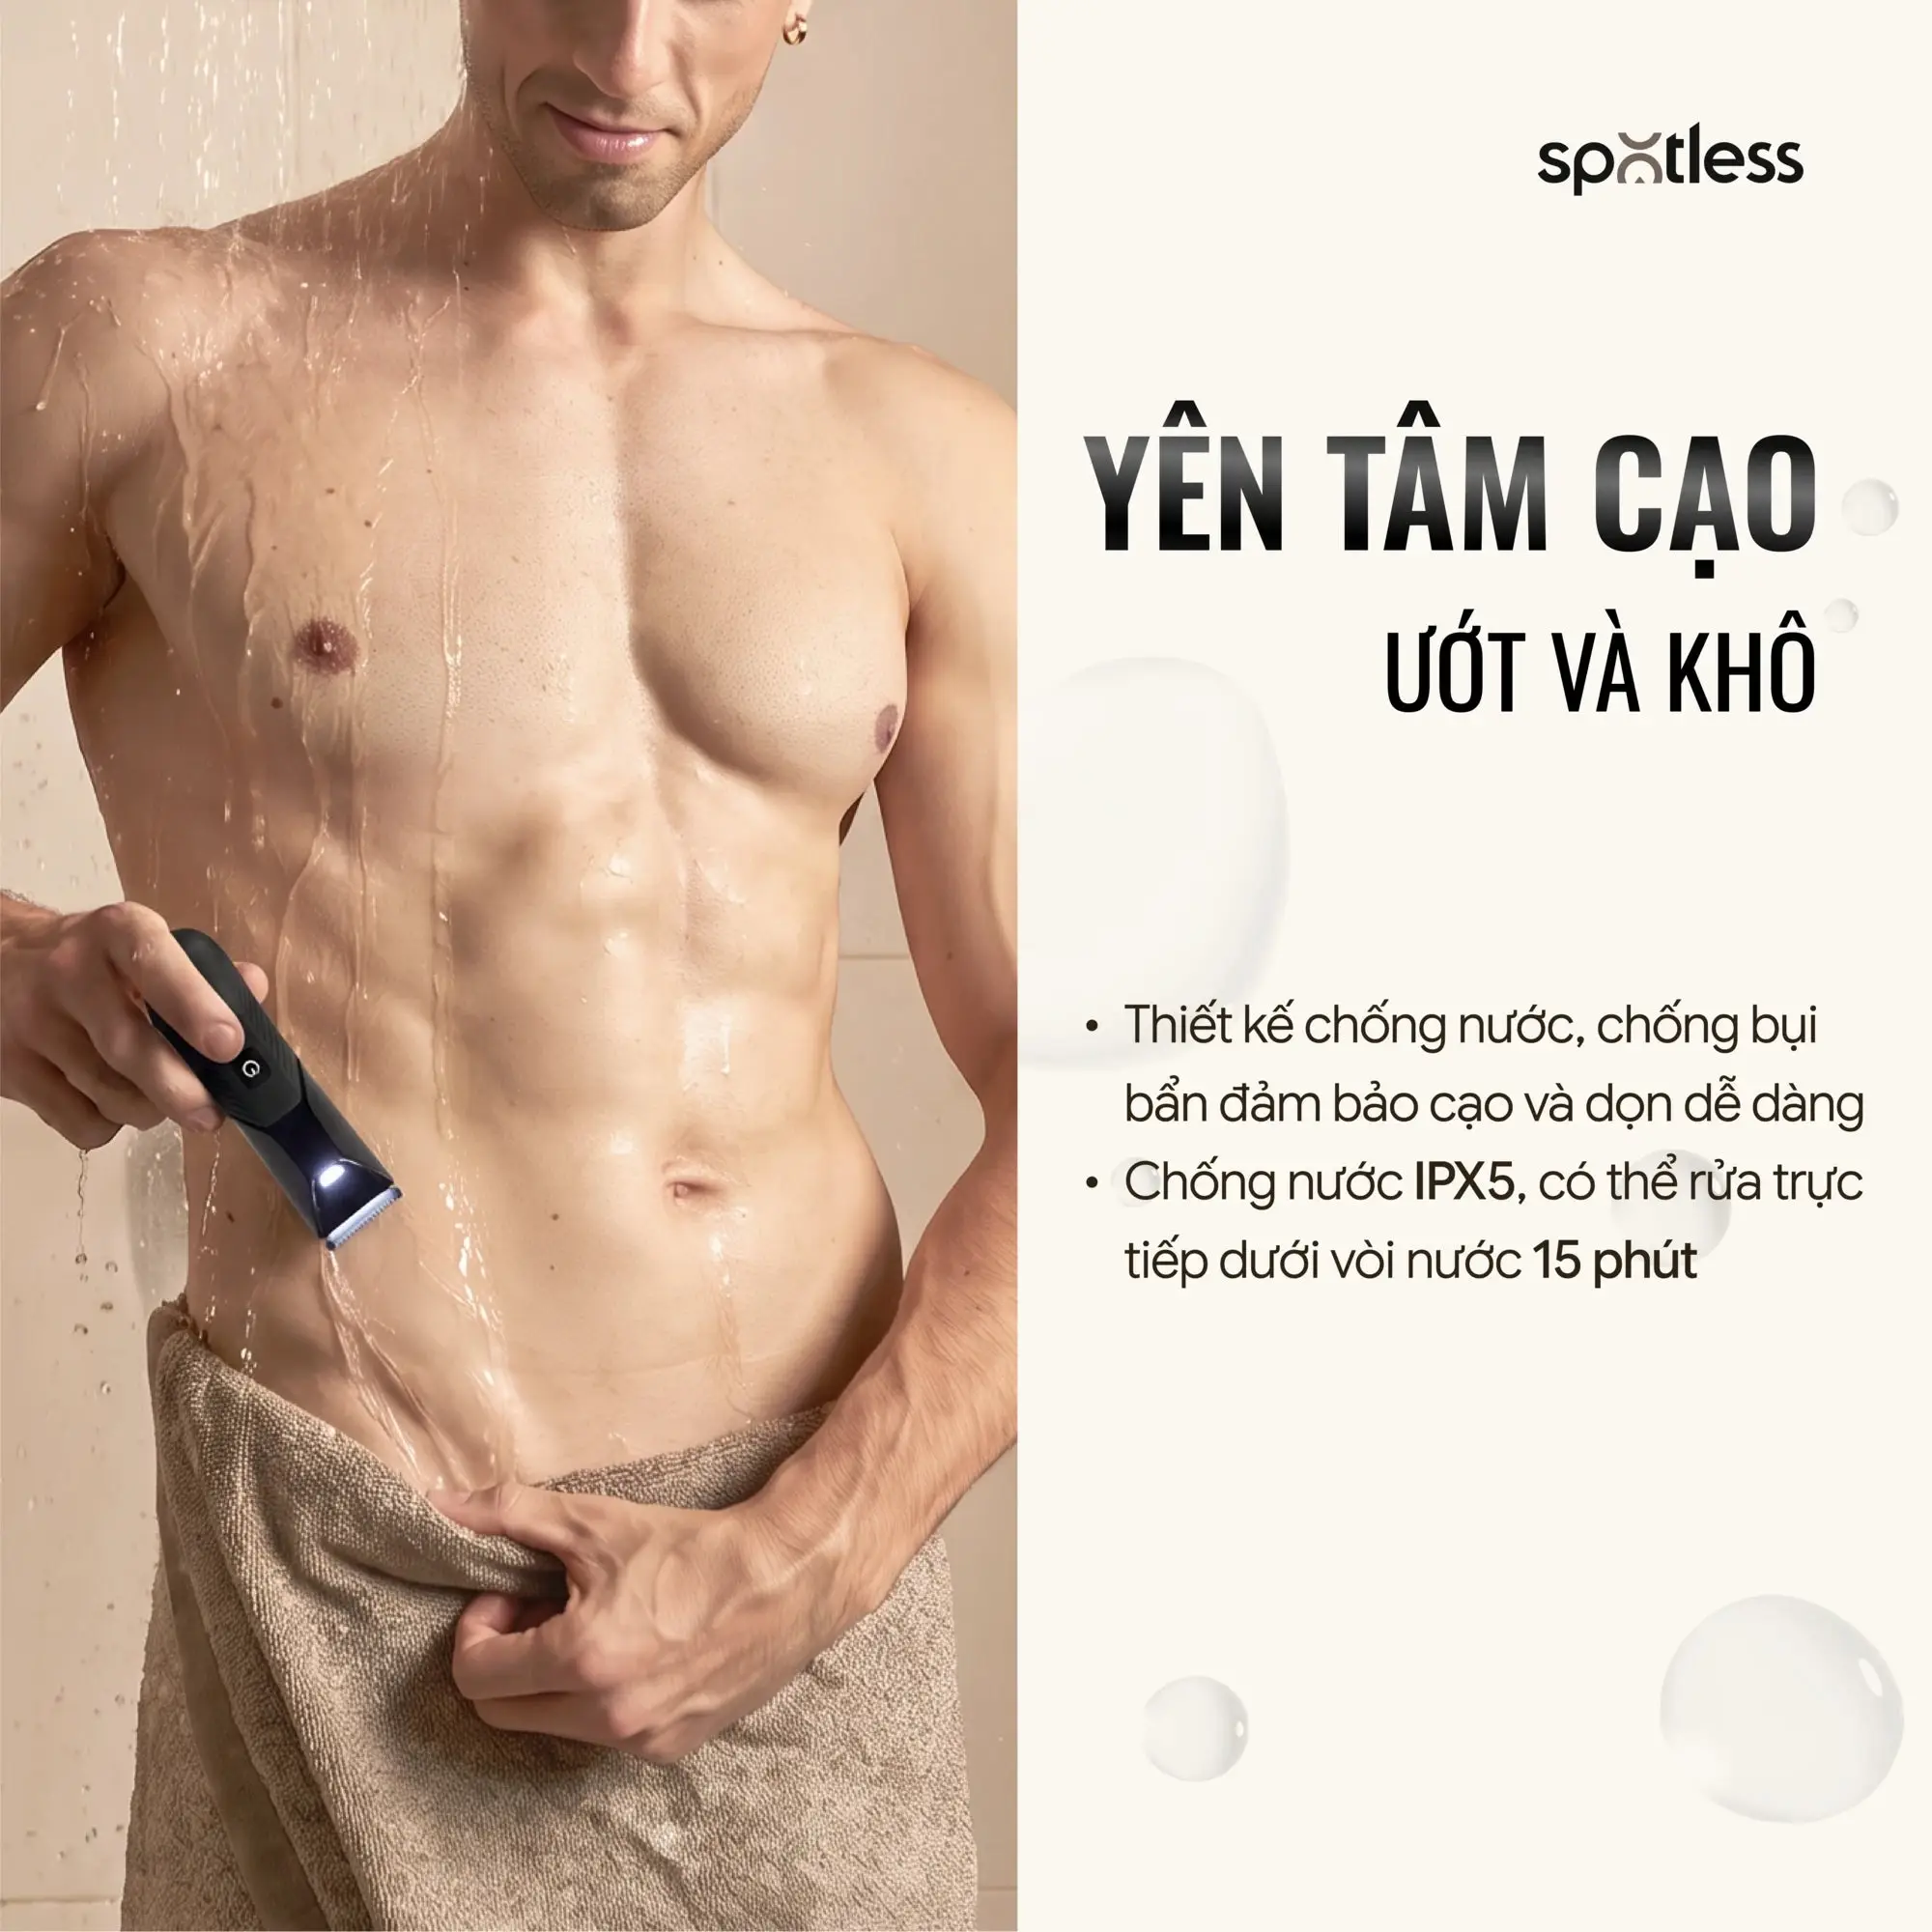 spotless
YÊN TÂM CẠO
ƯỚT VÀ KHÔ
• Thiết kế chống nước, chống bụi
bẩn đảm bảo cạo và dọn dễ dàng
• Chống nước IPX5, có thể rửa trực
tiếp dưới vòi nước 15 phút